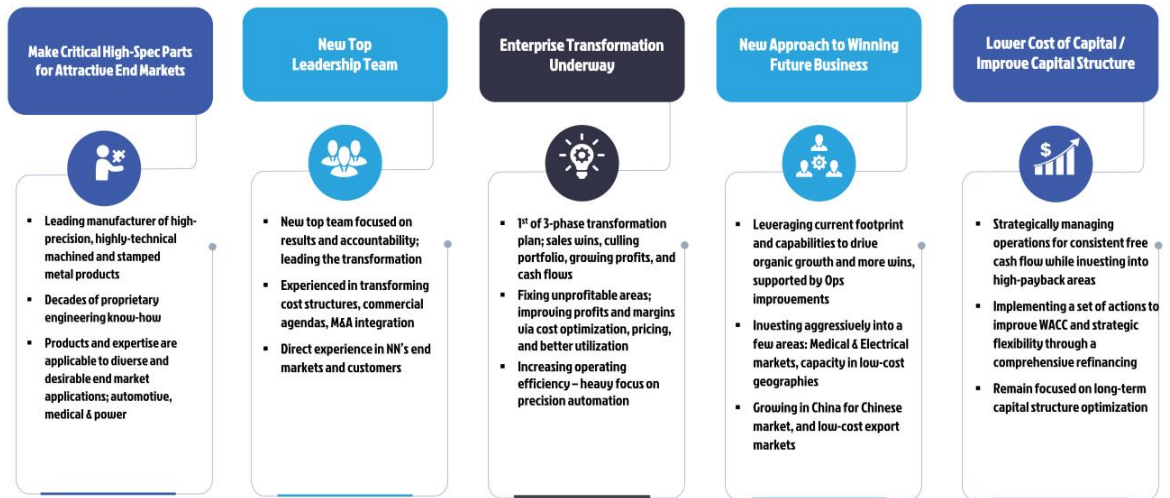 Make Critical High-Spec Parts
for Attractive End Markets
▪ Leading manufacturer of high-
precision, highly-technical
machined and stamped
metal products
▪ Decades of proprietary
engineering know-how
▪ Products and expertise are
applicable to diverse and
desirable end market
applications; automotive,
medical & power
New Top
Leadership Team
▪ New top team focused on
results and accountability;
leading the transformation
▪ Experienced in transforming
cost structures, commercial
agendas, M&A integration
▪ Direct experience in NN's end
markets and customers
Enterprise Transformation
Underway
▪ 1st of 3-phase transformation
plan; sales wins, culling
portfolio, growing profits, and
cash flows
▪ Fixing unprofitable areas;
improving profits and margins
via cost optimization, pricing,
and better utilization
▪ Increasing operating
efficiency – heavy focus on
precision automation
New Approach to Winning
Future Business
▪ Leveraging current footprint
and capabilities to drive
organic growth and more wins,
supported by Ops
improvements
▪ Investing aggressively into a
few areas: Medical & Electrical
markets, capacity in low-cost
geographies
▪ Growing in China for Chinese
market, and low-cost export
markets
Lower Cost of Capital /
Improve Capital Structure
$
▪ Strategically managing
operations for consistent free
cash flow while investing into
high-payback areas
▪ Implementing a set of actions to
improve WACC and strategic
flexibility through a
comprehensive refinancing
▪ Remain focused on long-term
capital structure optimization